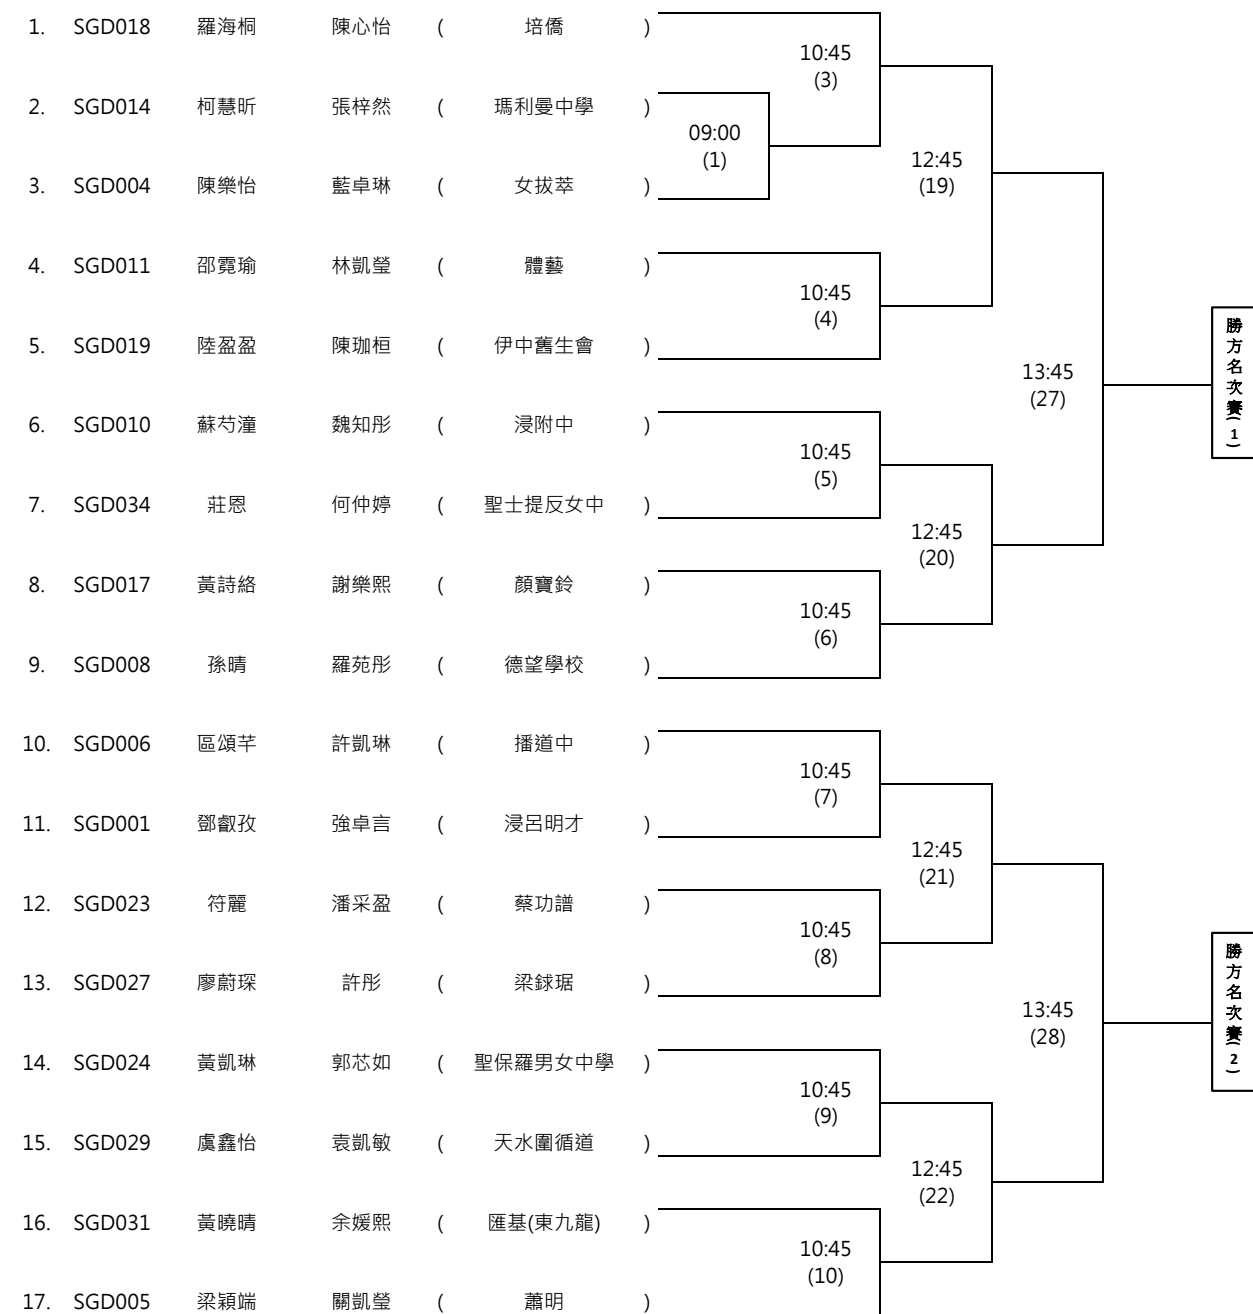 1. SGD018 羅海桐 陳心怡 ( 培僑 )
10:45
(3)
2. SGD014 柯慧昕 張梓然 ( 瑪利曼中學 )
09:00
(1)
12:45
(19)
3. SGD004 陳樂怡 藍卓琳 ( 女拔萃 )
4. SGD011 邵霓瑜 林凱瑩 ( 體藝 )
10:45
(4)
5. SGD019 陸盈盈 陳珈桓 ( 伊中舊生會 )
13:45
(27)
勝方名次賽(1)
6. SGD010 蘇芍潼 魏知彤 ( 浸附中 )
10:45
(5)
7. SGD034 莊恩 何仲婷 ( 聖士提反女中 )
12:45
(20)
8. SGD017 黃詩絡 謝樂熙 ( 顏寶鈴 )
10:45
(6)
9. SGD008 孫晴 羅苑彤 ( 德望學校 )
10. SGD006 區頌芊 許凱琳 ( 播道中 )
10:45
(7)
11. SGD001 鄧叡孜 強卓言 ( 浸呂明才 )
12:45
(21)
12. SGD023 符麗 潘采盈 ( 蔡功譜 )
10:45
(8)
13. SGD027 廖蔚琛 許彤 ( 梁銶琚 )
13:45
(28)
勝方名次賽(2)
14. SGD024 黃凱琳 郭芯如 ( 聖保羅男女中學 )
10:45
(9)
15. SGD029 虞鑫怡 袁凱敏 ( 天水圍循道 )
12:45
(22)
16. SGD031 黃曉晴 余媛熙 ( 匯基(東九龍) )
10:45
(10)
17. SGD005 梁穎端 關凱瑩 ( 蕭明 )